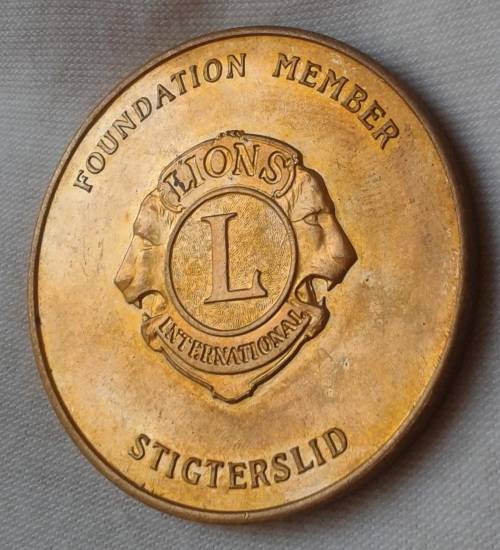 FOUNDATION MEMBER
LIONS
L
INTERNATIONAL
STIGTERSLID